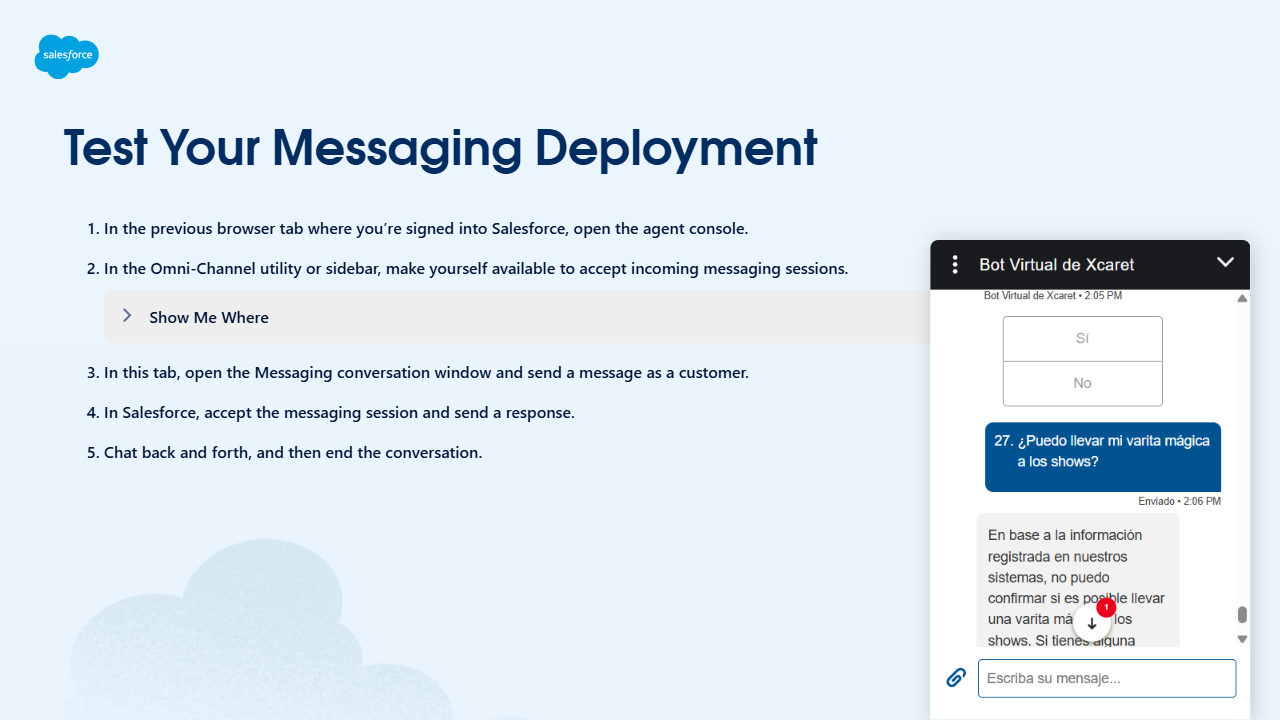 salesforce
Test Your Messaging Deployment
1. In the previous browser tab where you’re signed into Salesforce, open the agent console.
2. In the Omni-Channel utility or sidebar, make yourself available to accept incoming messaging sessions.
Show Me Where
3. In this tab, open the Messaging conversation window and send a message as a customer.
4. In Salesforce, accept the messaging session and send a response.
5. Chat back and forth, and then end the conversation.
Bot Virtual de Xcaret
Bot Virtual de Xcaret • 2:05 PM
Sí
No
27. ¿Puedo llevar mi varita mágica
a los shows?
Enviado • 2:06 PM
En base a la información
registrada en nuestros
sistemas, no puedo
confirmar si es posible llevar
una varita los
shows. Si tienes alguna
1
Escriba su mensaje...